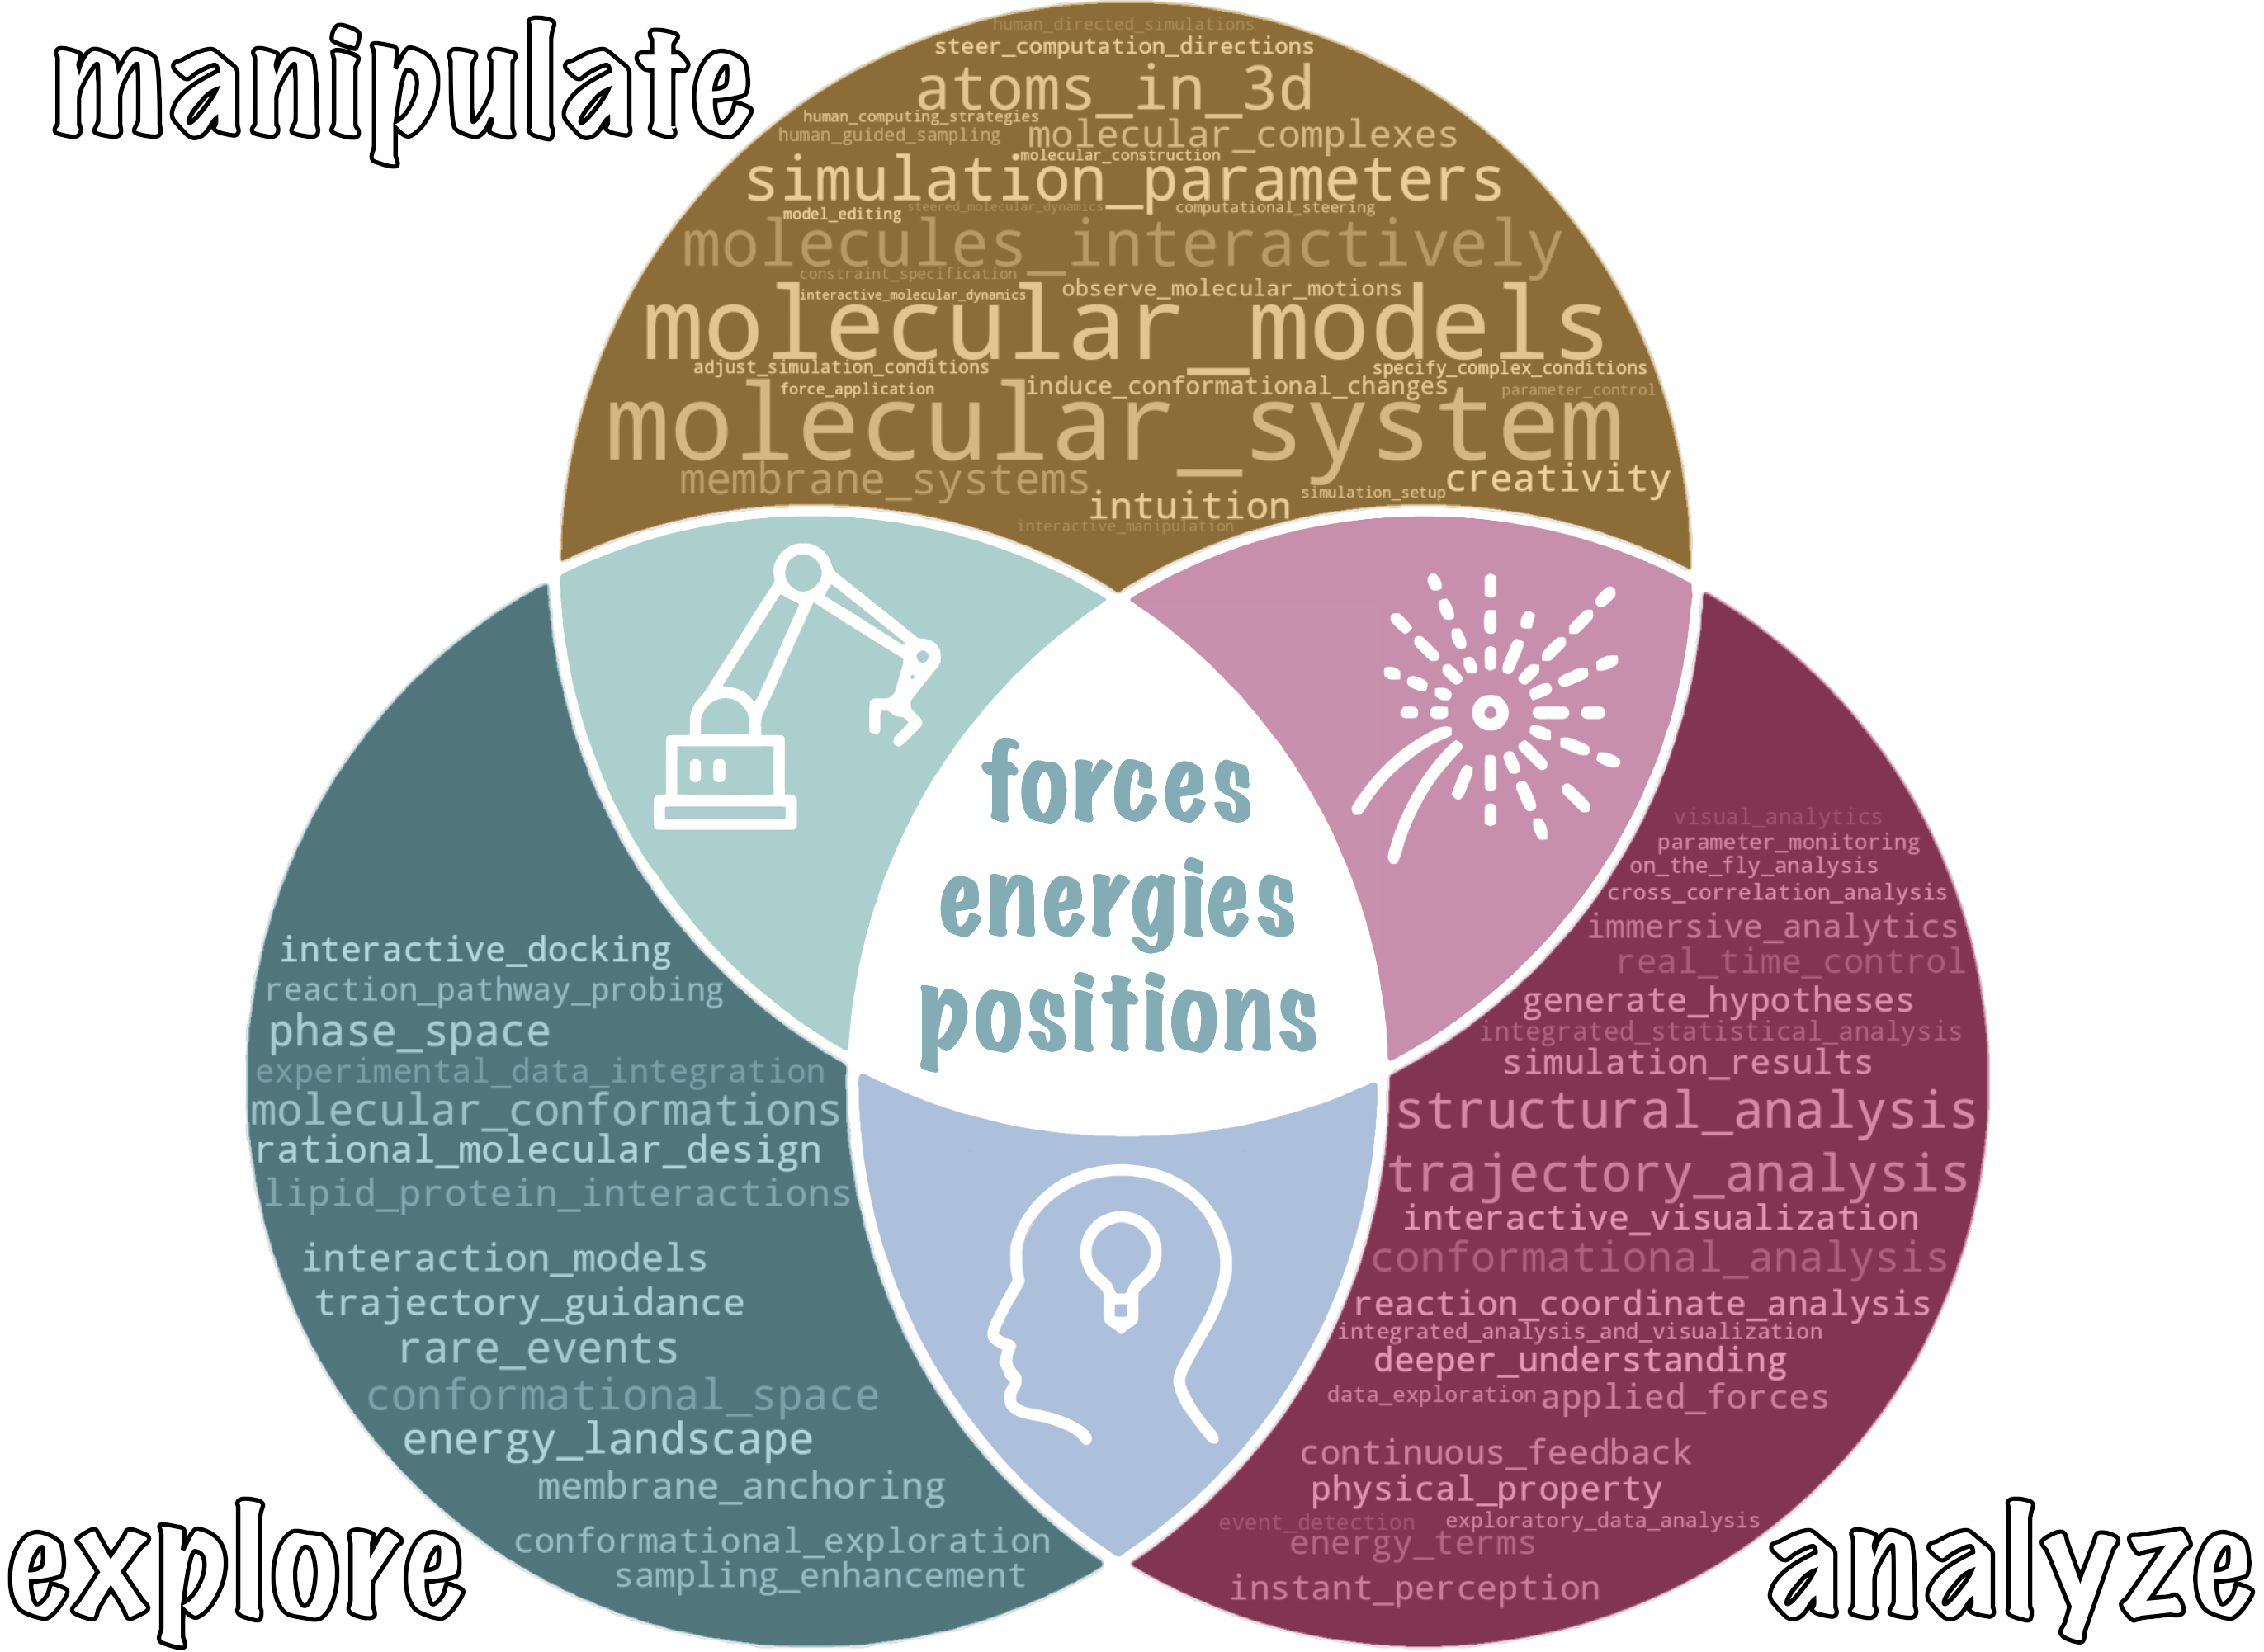 manipulate
human_directed_simulations
steer_computation_directions
atoms_in_3d
human_computing_strategies
human_guided_sampling molecular_complexes
molecular_construction
simulation_parameters
model_editing steered_molecular_dynamics computational_steering
molecules_interactively
constraint_specification
interactive_molecular_dynamics observe_molecular_motions
molecular_models
adjust_simulation_conditions specify_complex_conditions
force_application induce_conformational_changes parameter_control
molecular_system
membrane_systems creativity
intuition simulation_setup
interactive_manipulation
forces
energies
positions
interactive_docking
reaction_pathway_probing
phase_space
experimental_data_integration
molecular_conformations
rational_molecular_design
lipid_protein_interactions
interaction_models
trajectory_guidance
rare_events
conformational_space
energy_landscape
membrane_anchoring
conformational_exploration
sampling_enhancement
explore
visual_analytics
parameter_monitoring
on_the_fly_analysis
cross_correlation_analysis
immersive_analytics
real_time_control
generate_hypotheses
integrated_statistical_analysis
simulation_results
structural_analysis
trajectory_analysis
interactive_visualization
conformational_analysis
reaction_coordinate_analysis
integrated_analysis_and_visualization
deeper_understanding
data_exploration applied_forces
continuous_feedback
physical_property
event_detection exploratory_data_analysis
energy_terms
instant_perception
analyze